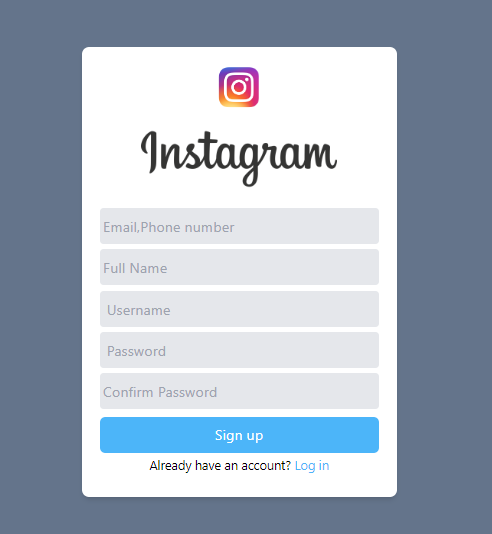 Instagram
Email,Phone number
Full Name
Username
Password
Confirm Password
Sign up
Already have an account? Log in